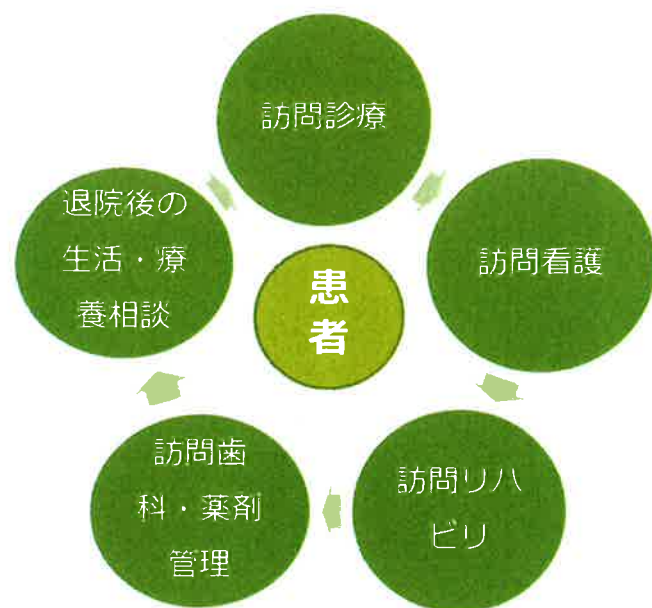 訪問診療
訪問看護
訪問リハ
ビリ
訪問歯
科・薬剤
管理
退院後の
生活・療
養相談
患
者